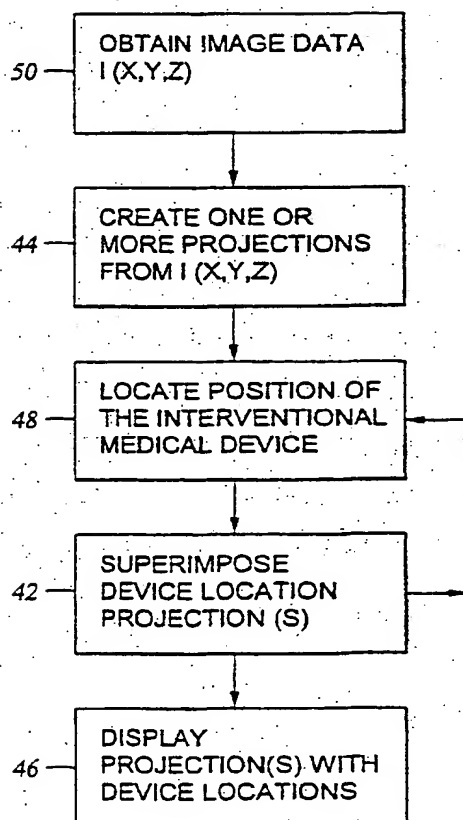 50
OBTAIN IMAGE DATA
I (X,Y,Z)
44
CREATE ONE OR
MORE PROJECTIONS
FROM I (X,Y,Z)
48
LOCATE POSITION OF
THE INTERVENTIONAL
MEDICAL DEVICE
42
SUPERIMPOSE
DEVICE LOCATION
PROJECTION (S)
46
DISPLAY
PROJECTION(S) WITH
DEVICE LOCATIONS